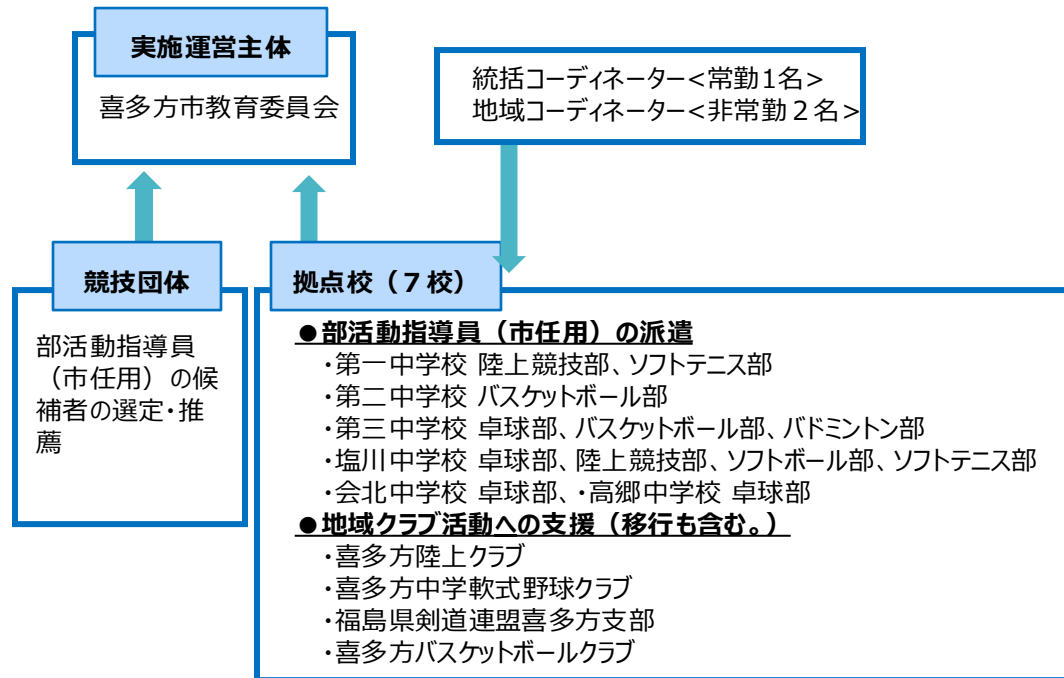 実施運営主体
喜多方市教育委員会
統括コーディネーター<常勤1名>
地域コーディネーター<非常勤２名>
競技団体
部活動指導員
（市任用）の候
補者の選定・推
薦
拠点校（７校）
●部活動指導員（市任用）の派遣
・第一中学校 陸上競技部、ソフトテニス部
・第二中学校 バスケットボール部
・第三中学校 卓球部、バスケットボール部、バドミントン部
・塩川中学校 卓球部、陸上競技部、ソフトボール部、ソフトテニス部
・会北中学校 卓球部、・高郷中学校 卓球部
●地域クラブ活動への支援（移行も含む。）
・喜多方陸上クラブ
・喜多方中学軟式野球クラブ
・福島県剣道連盟喜多方支部
・喜多方バスケットボールクラブ